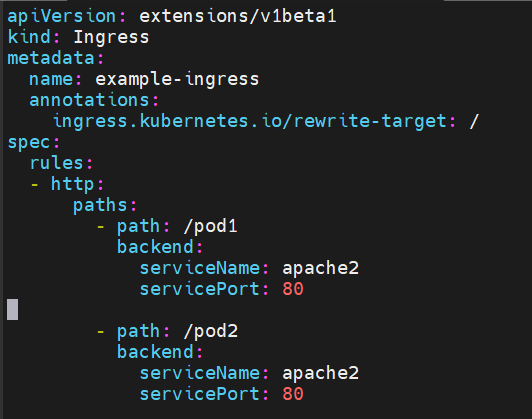 apiVersion: extensions/v1beta1
kind: Ingress
metadata:
  name: example-ingress
  annotations:
    ingress.kubernetes.io/rewrite-target: /
spec:
  rules:
  - http:
      paths:
        - path: /pod1
          backend:
            serviceName: apache2
            servicePort: 80

        - path: /pod2
          backend:
            serviceName: apache2
            servicePort: 80